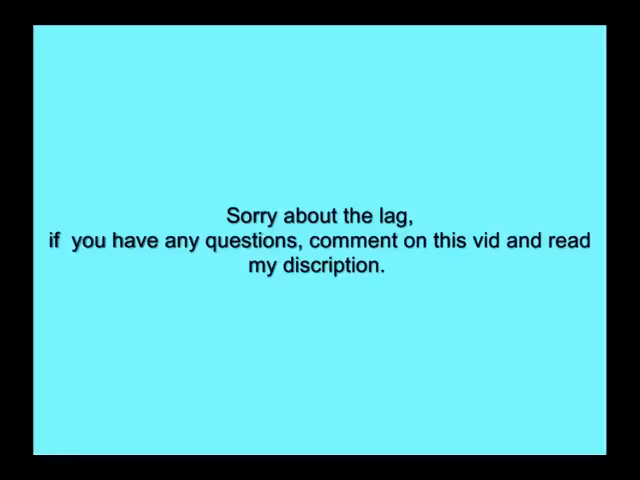 Sorry about the lag,
if  you have any questions, comment on this vid and read
my discription.